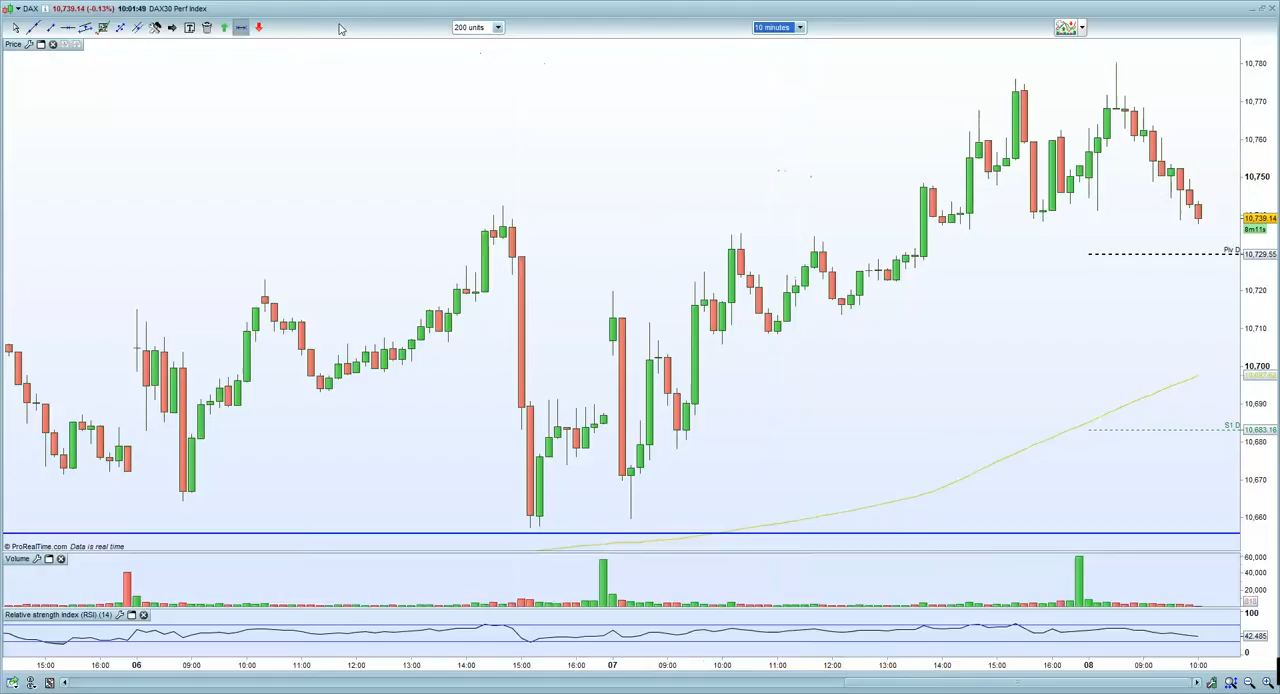 DAX 10,739.14 (-0.13%) 10:01:49 DAX30 Perf Index
200 units
10 minutes
Price
10,780
10,770
10,760
10,750
10,739.14
8m11s
Piv D
10,729.55
10,720
10,710
10,700
10,690
S1 D
10,683.16
10,680
10,670
10,660
© ProRealTime.com Data is real time
Volume
60,000
40,000
20,000
Relative strength index (RSI) (14)
100
42.485
0
15:00 16:00 06 09:00 10:00 11:00 12:00 13:00 14:00 15:00 16:00 07 09:00 10:00 11:00 12:00 13:00 14:00 15:00 16:00 08 09:00 10:00